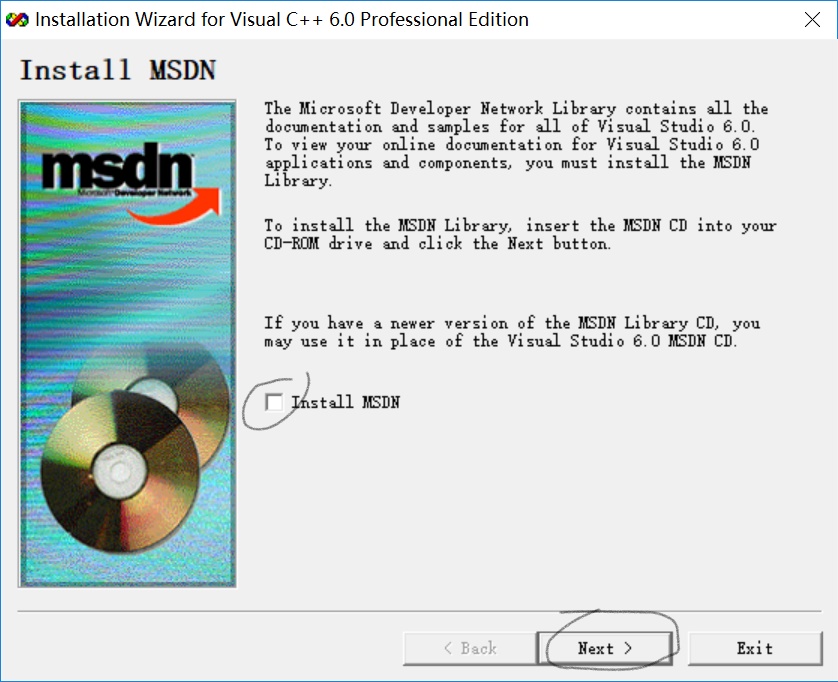 Installation Wizard for Visual C++ 6.0 Professional Edition
Install MSDN
msdn
Microsoft Developer Network
The Microsoft Developer Network Library contains all the
documentation and samples for all of Visual Studio 6.0.
To view your online documentation for Visual Studio 6.0
applications and components, you must install the MSDN
Library.
To install the MSDN Library, insert the MSDN CD into your
CD-ROM drive and click the Next button.
If you have a newer version of the MSDN Library CD, you
may use it in place of the Visual Studio 6.0 MSDN CD.
Install MSDN
< Back
Next >
Exit